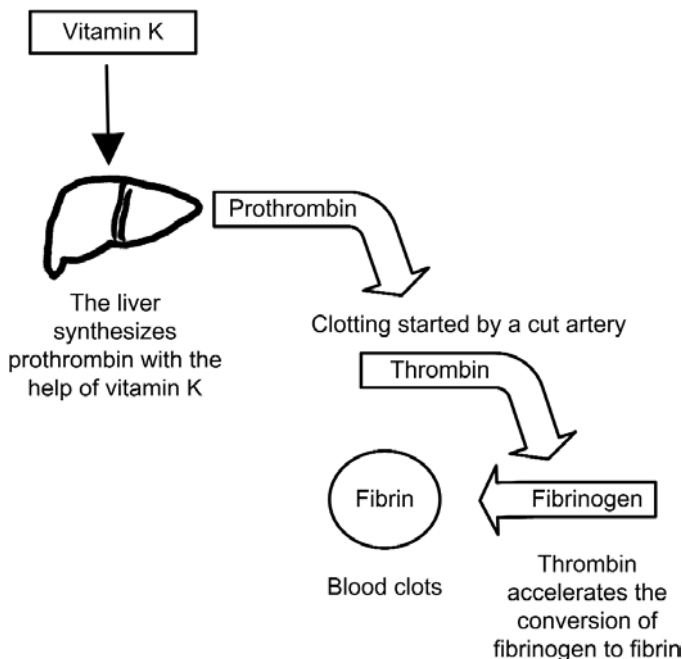 Vitamin K
Prothrombin
The liver
synthesizes
prothrombin with the
help of vitamin K
Clotting started by a cut artery
Thrombin
Fibrin
Fibrinogen
Blood clots
Thrombin
accelerates the
conversion of
fibrinogen to fibrin